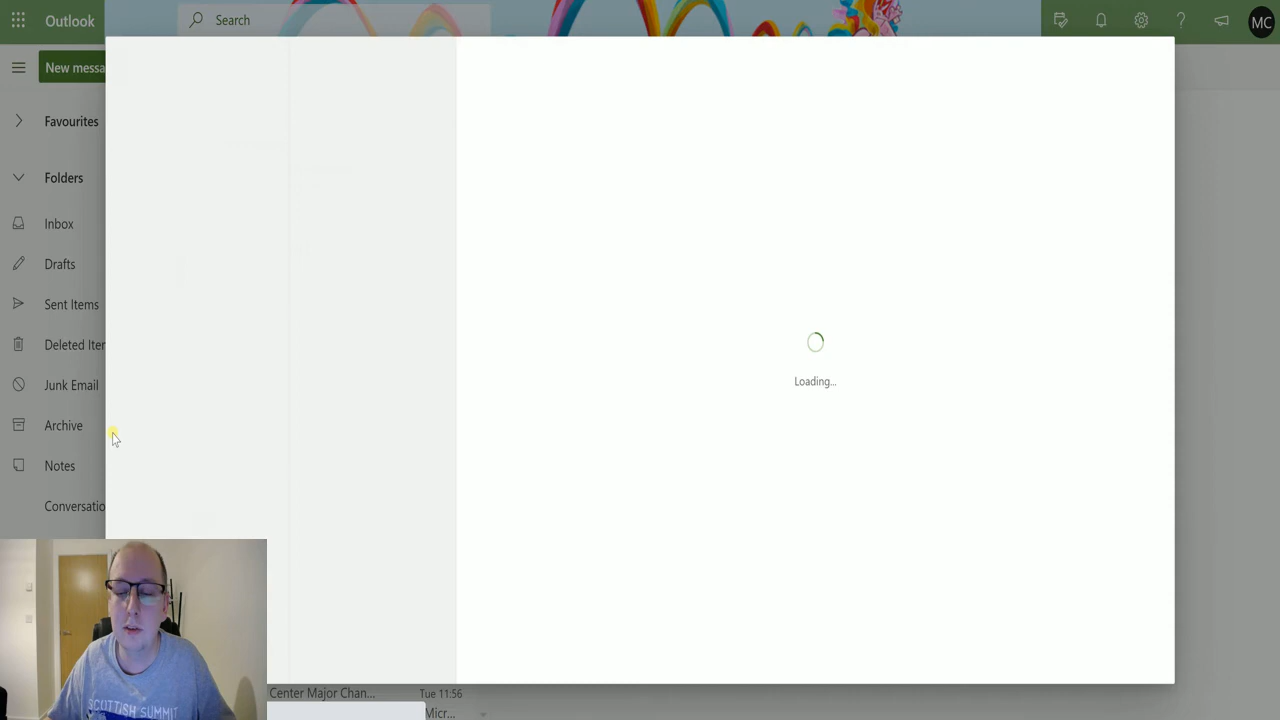 Outlook
Search
MC
New messa
Favourites
Folders
Inbox
Drafts
Sent Items
Deleted Iter
Junk Email
Archive
Notes
Conversatio
Loading...
Center Major Chan...
Tue 11:56
Micr...
SCOTTISH SUMMIT